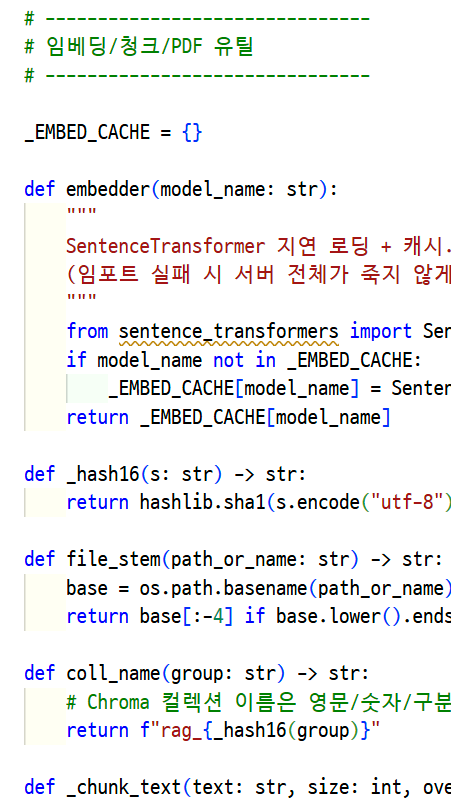 # -------------------------------
# 임베딩/청크/PDF 유틸
# -------------------------------
_EMBED_CACHE = {}
def embedder(model_name: str):
"""
SentenceTransformer 지연 로딩 + 캐시.
(임포트 실패 시 서버 전체가 죽지 않게
"""
from sentence_transformers import Sen
if model_name not in _EMBED_CACHE:
_EMBED_CACHE[model_name] = Senten
return _EMBED_CACHE[model_name]
def _hash16(s: str) -> str:
return hashlib.sha1(s.encode("utf-8")
def file_stem(path_or_name: str) -> str:
base = os.path.basename(path_or_name)
return base[:-4] if base.lower().ends
def coll_name(group: str) -> str:
# Chroma 컬렉션 이름은 영문/숫자/구분
return f"rag_{_hash16(group)}"
def _chunk_text(text: str, size: int, ove